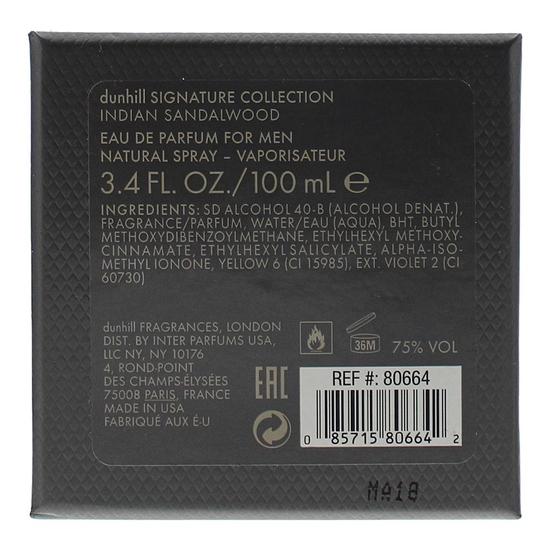 dunhill SIGNATURE COLLECTION
INDIAN SANDALWOOD
EAU DE PARFUM FOR MEN
NATURAL SPRAY – VAPORISATEUR
3.4 FL. OZ./100 mL ℮
INGREDIENTS: SD ALCOHOL 40-B (ALCOHOL DENAT.),
FRAGRANCE/PARFUM, WATER/EAU (AQUA), BHT, BUTYL
METHOXYDIBENZOYLMETHANE, ETHYLHEXYL METHOXY-
CINNAMATE, ETHYLHEXYL SALICYLATE, ALPHA-ISO-
METHYL IONONE, YELLOW 6 (CI 15985), EXT. VIOLET 2 (CI
60730)
dunhill FRAGRANCES, LONDON
DIST. BY INTER PARFUMS USA,
LLC NY, NY 10176
4, ROND-POINT
DES CHAMPS-ÉLYSÉES
75008 PARIS, FRANCE
MADE IN USA
FABRIQUÉ AUX É-U
36M
75% VOL
EAC
REF #: 80664
0 85715 80664 2
MA18